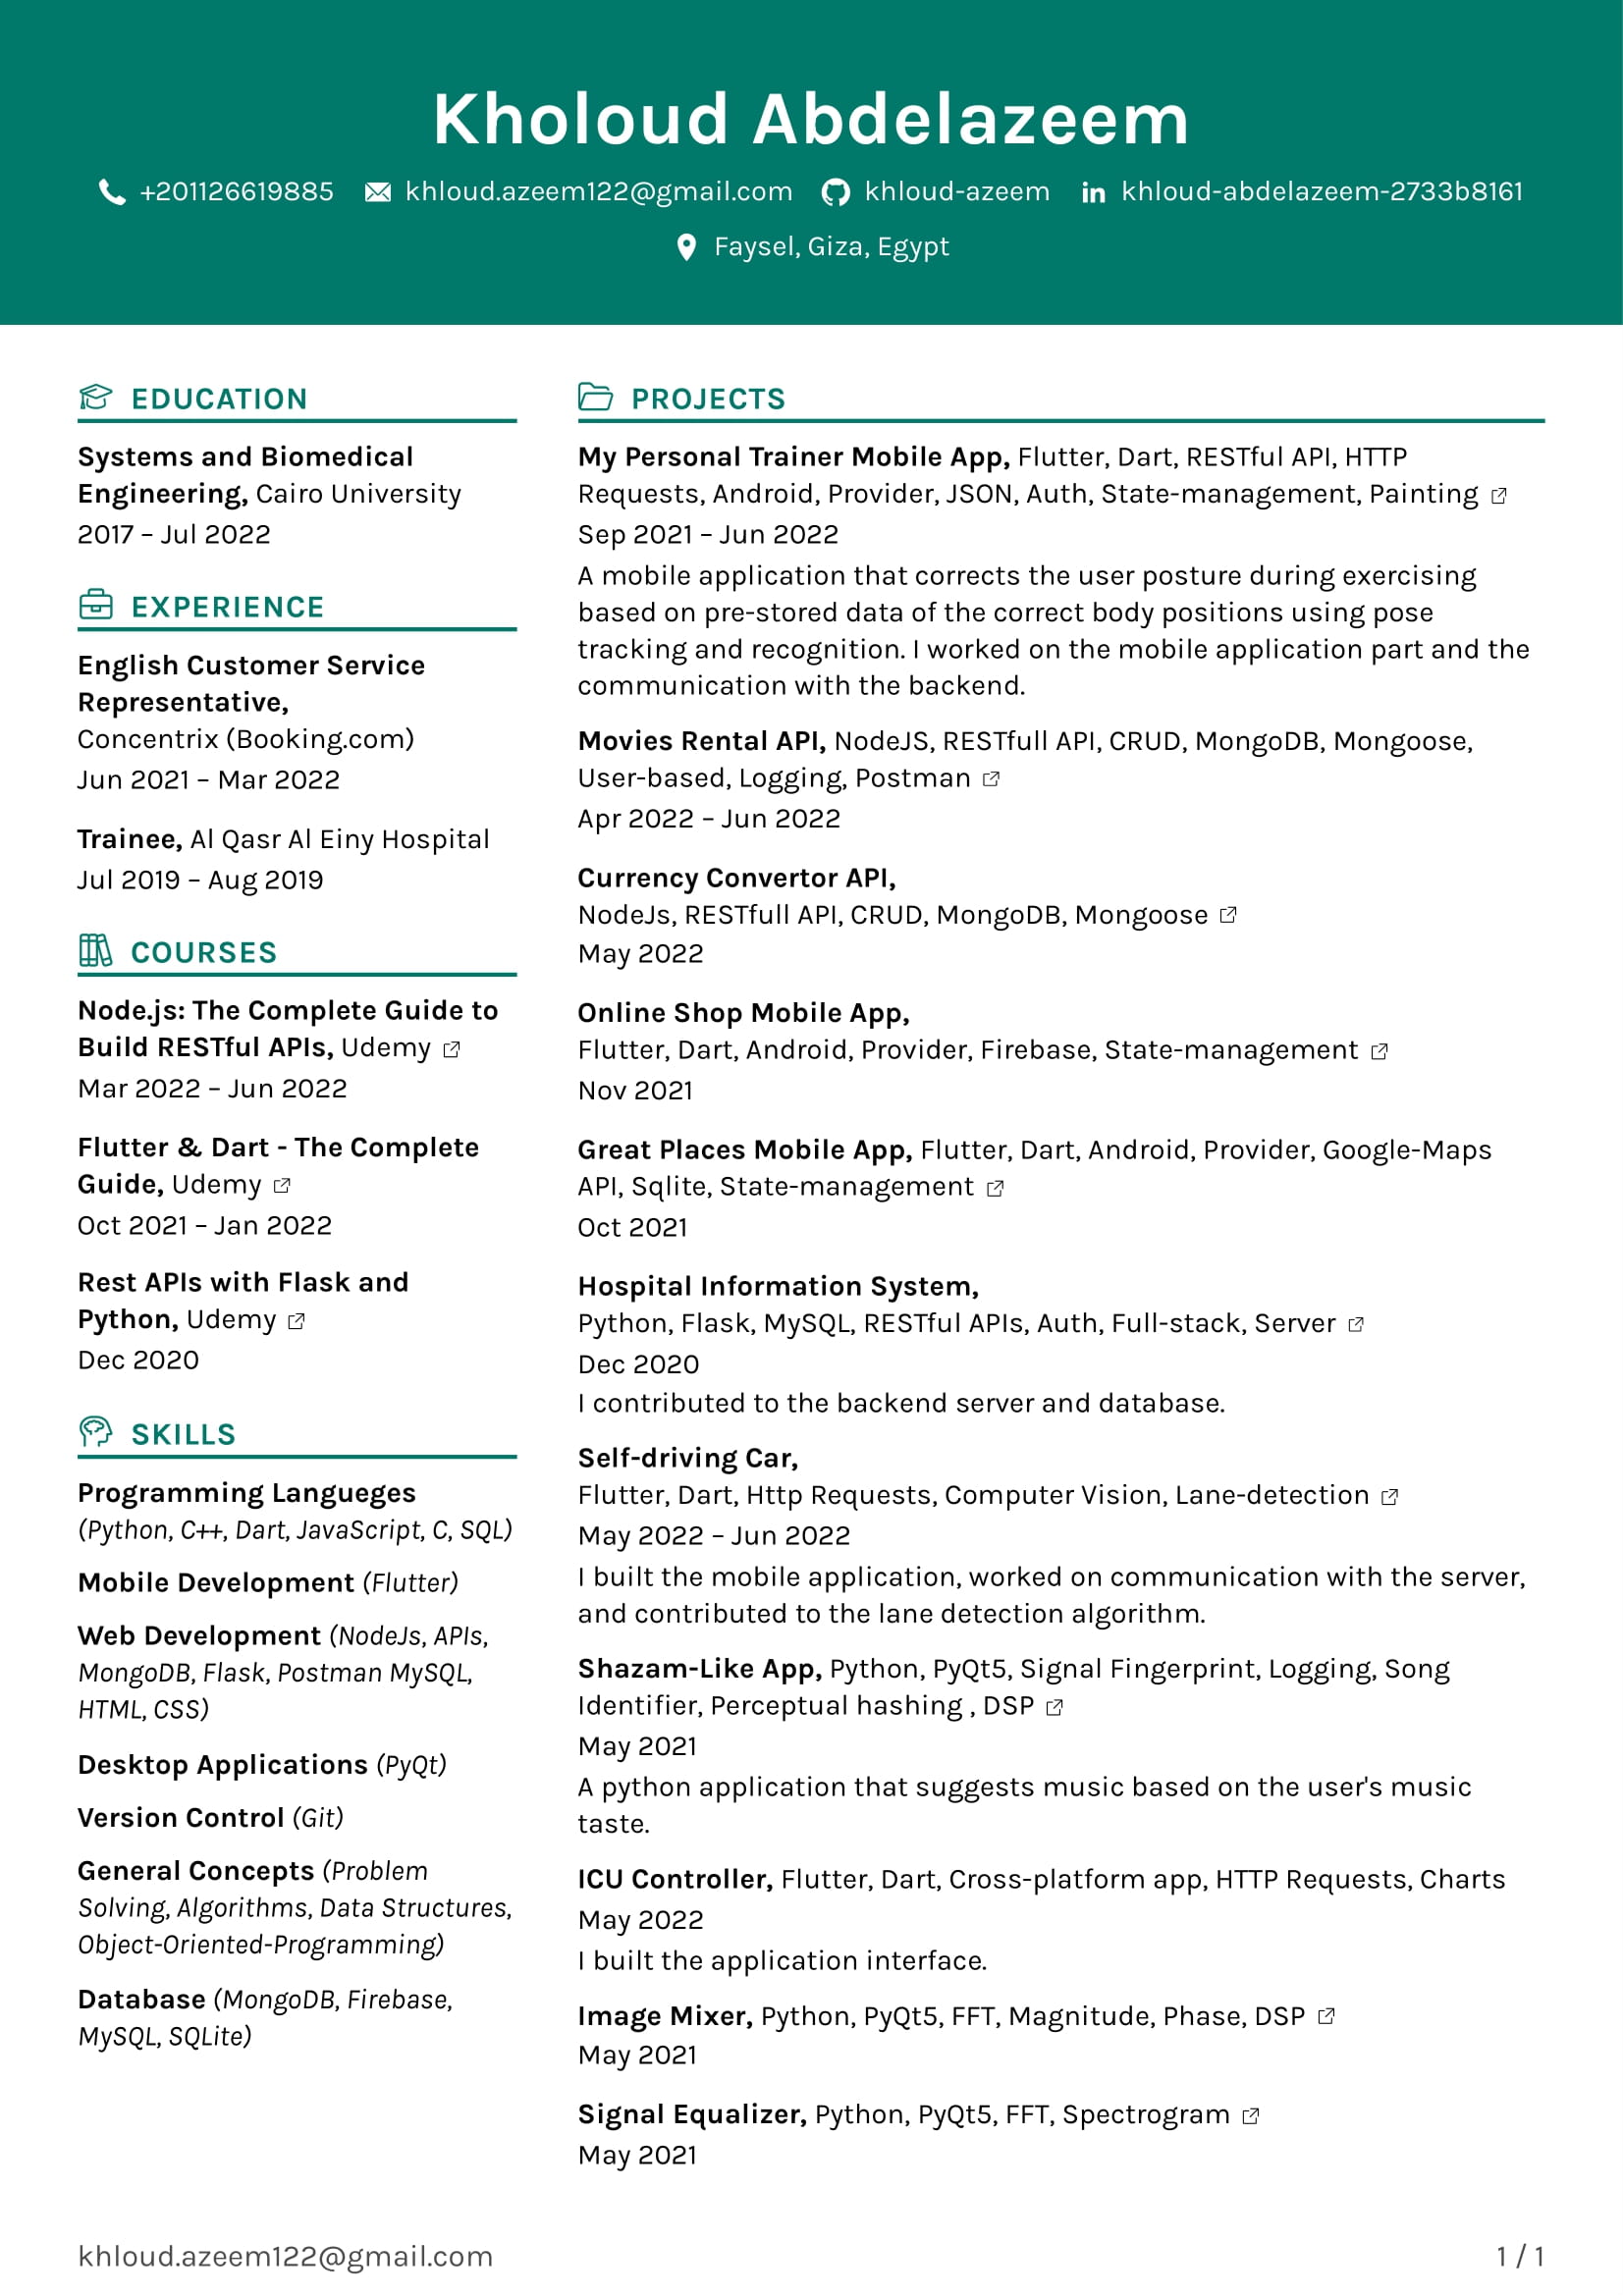 Kholoud Abdelazeem
+201126619885 khloud.azeem122@gmail.com khloud-azeem khloud-abdelazeem-2733b8161
Faysel, Giza, Egypt
EDUCATION
Systems and Biomedical
Engineering, Cairo University
2017 – Jul 2022
EXPERIENCE
English Customer Service
Representative,
Concentrix (Booking.com)
Jun 2021 – Mar 2022
Trainee, Al Qasr Al Einy Hospital
Jul 2019 – Aug 2019
COURSES
Node.js: The Complete Guide to
Build RESTful APIs, Udemy
Mar 2022 – Jun 2022
Flutter & Dart - The Complete
Guide, Udemy
Oct 2021 – Jan 2022
Rest APIs with Flask and
Python, Udemy
Dec 2020
SKILLS
Programming Langueges
(Python, C++, Dart, JavaScript, C, SQL)
Mobile Development (Flutter)
Web Development (NodeJs, APIs,
MongoDB, Flask, Postman MySQL,
HTML, CSS)
Desktop Applications (PyQt)
Version Control (Git)
General Concepts (Problem
Solving, Algorithms, Data Structures,
Object-Oriented-Programming)
Database (MongoDB, Firebase,
MySQL, SQLite)
PROJECTS
My Personal Trainer Mobile App, Flutter, Dart, RESTful API, HTTP
Requests, Android, Provider, JSON, Auth, State-management, Painting
Sep 2021 – Jun 2022
A mobile application that corrects the user posture during exercising
based on pre-stored data of the correct body positions using pose
tracking and recognition. I worked on the mobile application part and the
communication with the backend.
Movies Rental API, NodeJS, RESTfull API, CRUD, MongoDB, Mongoose,
User-based, Logging, Postman
Apr 2022 – Jun 2022
Currency Convertor API,
NodeJs, RESTfull API, CRUD, MongoDB, Mongoose
May 2022
Online Shop Mobile App,
Flutter, Dart, Android, Provider, Firebase, State-management
Nov 2021
Great Places Mobile App, Flutter, Dart, Android, Provider, Google-Maps
API, Sqlite, State-management
Oct 2021
Hospital Information System,
Python, Flask, MySQL, RESTful APIs, Auth, Full-stack, Server
Dec 2020
I contributed to the backend server and database.
Self-driving Car,
Flutter, Dart, Http Requests, Computer Vision, Lane-detection
May 2022 – Jun 2022
I built the mobile application, worked on communication with the server,
and contributed to the lane detection algorithm.
Shazam-Like App, Python, PyQt5, Signal Fingerprint, Logging, Song
Identifier, Perceptual hashing , DSP
May 2021
A python application that suggests music based on the user's music
taste.
ICU Controller, Flutter, Dart, Cross-platform app, HTTP Requests, Charts
May 2022
I built the application interface.
Image Mixer, Python, PyQt5, FFT, Magnitude, Phase, DSP
May 2021
Signal Equalizer, Python, PyQt5, FFT, Spectrogram
May 2021
khloud.azeem122@gmail.com 1 / 1